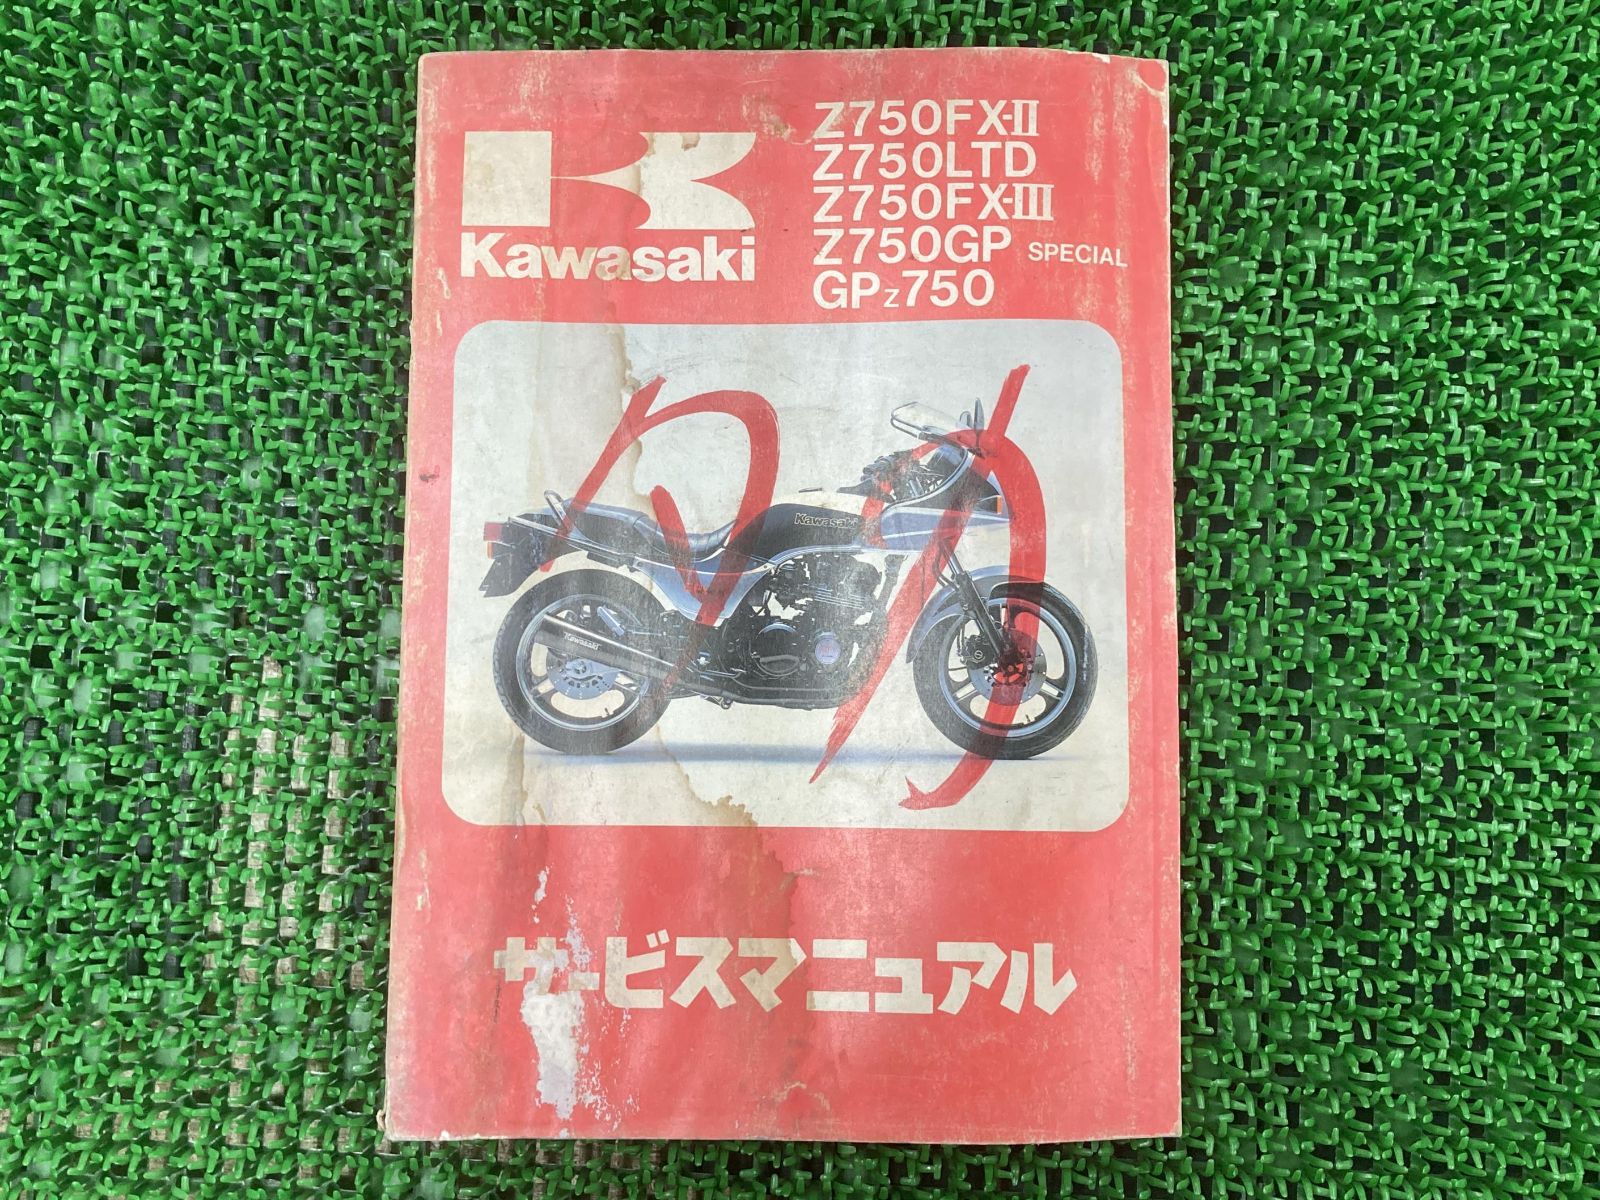 Z750FX-II
Z750LTD
Z750FX-III
Z750GP SPECIAL
GPz750
Kawasaki
Kawasaki
Kawasaki
サービスマニュアル